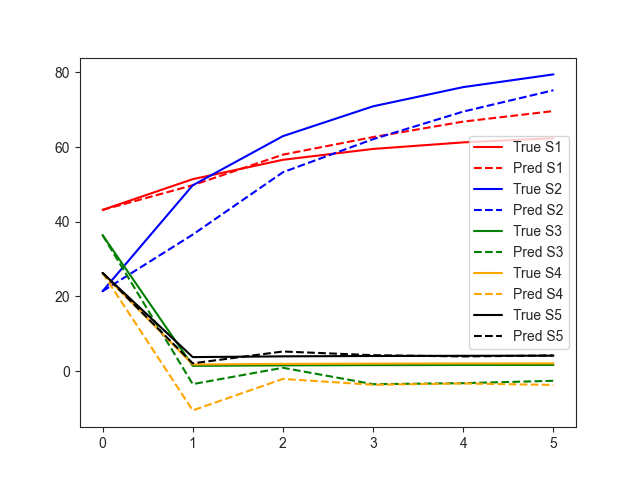 80
60
40
20
0
0 1 2 3 4 5
True S1
Pred S1
True S2
Pred S2
True S3
Pred S3
True S4
Pred S4
True S5
Pred S5